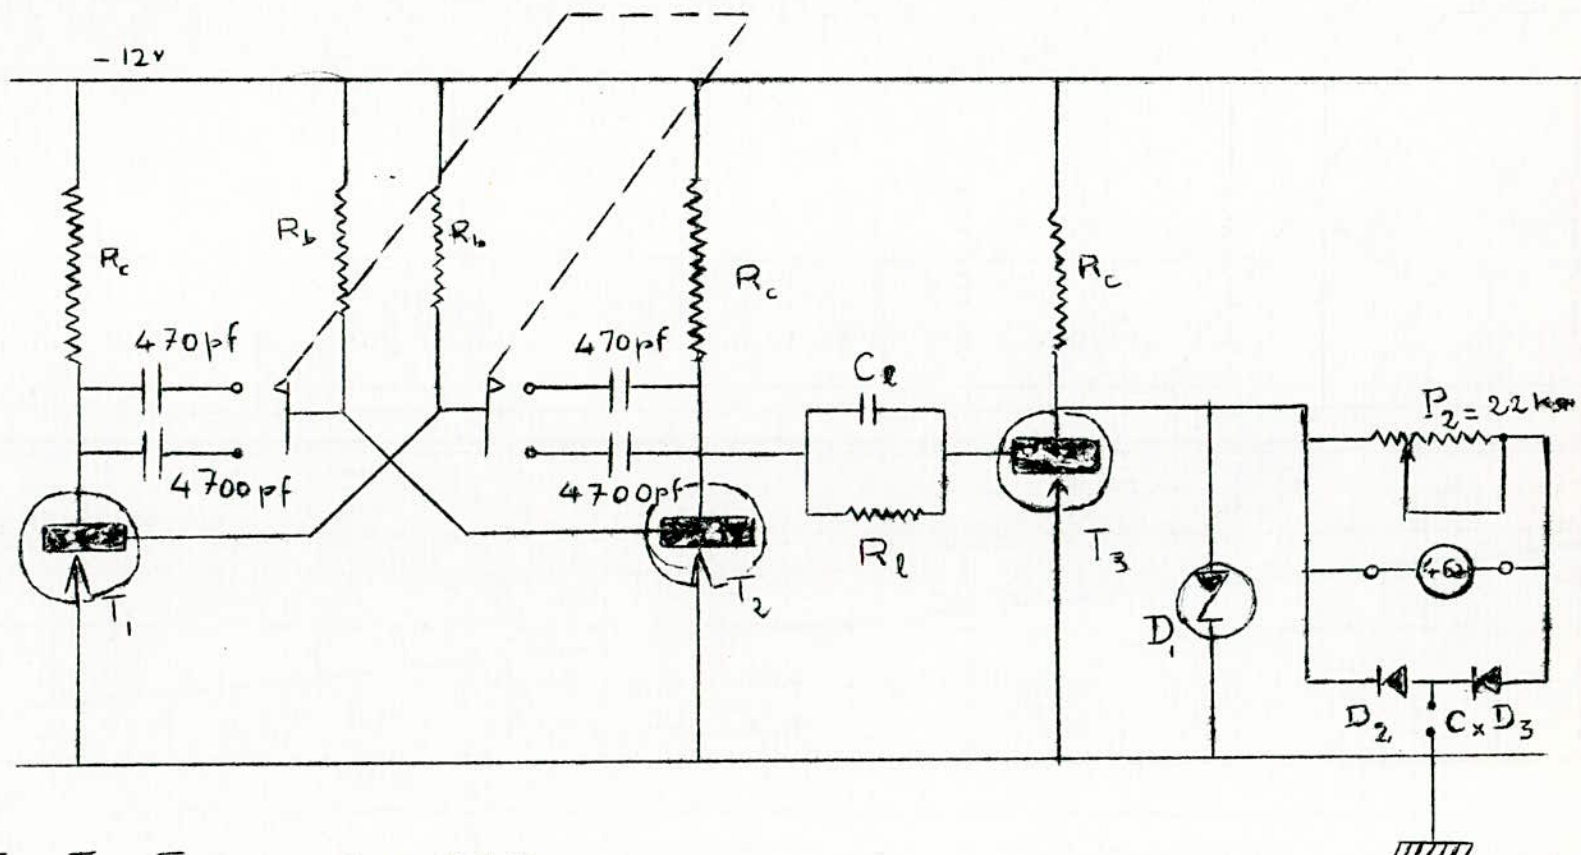 - 12v
Rc
Rb
Rb
Rc
Rc
470pf
4700pf
470pf
4700pf
Cl
Rl
P2 = 22
T1
T2
T3
D1
D2
Cx
D3